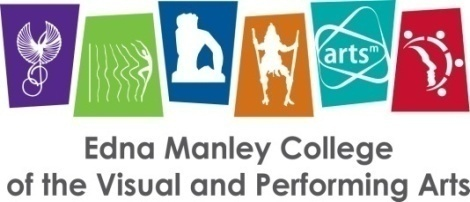 arts m
Edna Manley College
of the Visual and Performing Arts